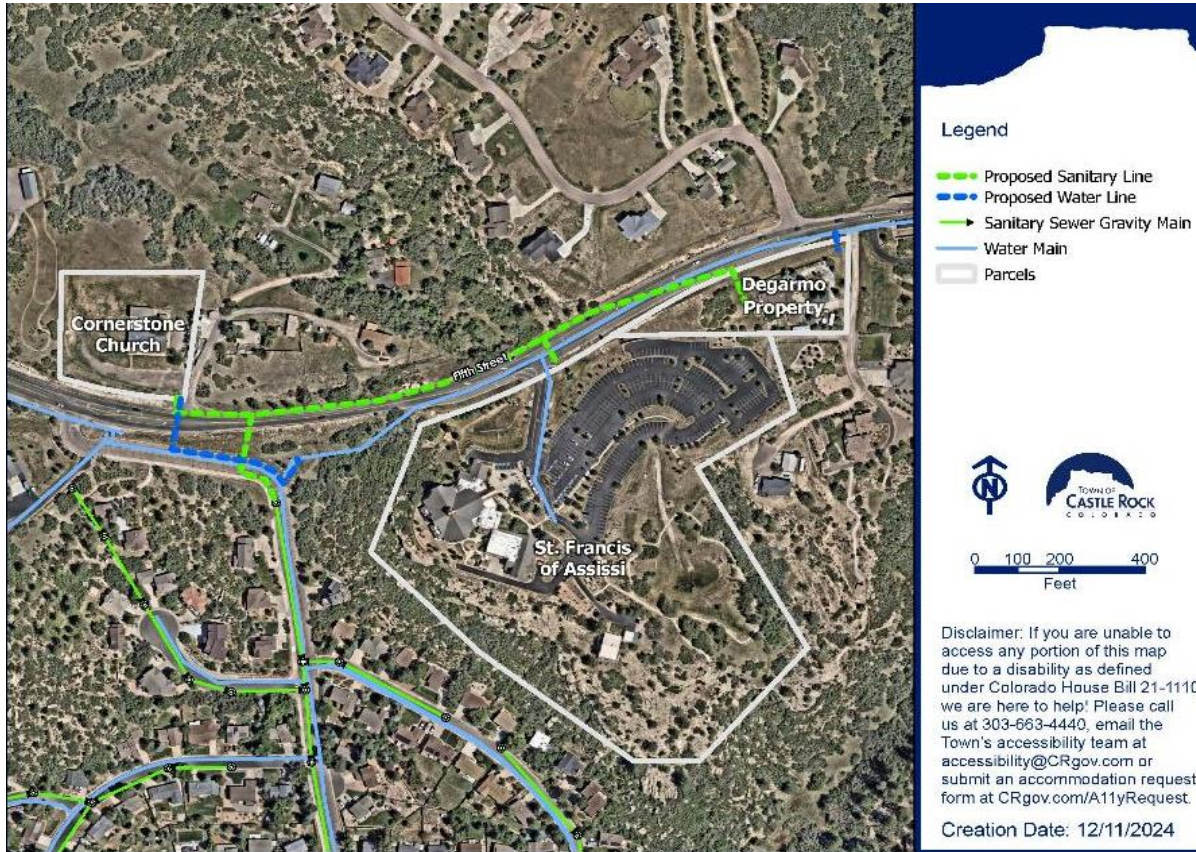 Cornerstone
Church
Fifth Street
Degarmo
Property
St. Francis
of Assissi
Legend
Proposed Sanitary Line
Proposed Water Line
Sanitary Sewer Gravity Main
Water Main
Parcels
N
TOWN OF
CASTLE ROCK
COLORADO
0 100 200 400
Feet
Disclaimer: If you are unable to
access any portion of this map
due to a disability as defined
under Colorado House Bill 21-1110
we are here to help! Please call
us at 303-663-4440, email the
Town's accessibility team at
accessibility@CRgov.com or
submit an accommodation request
form at CRgov.com/A11yRequest.
Creation Date: 12/11/2024